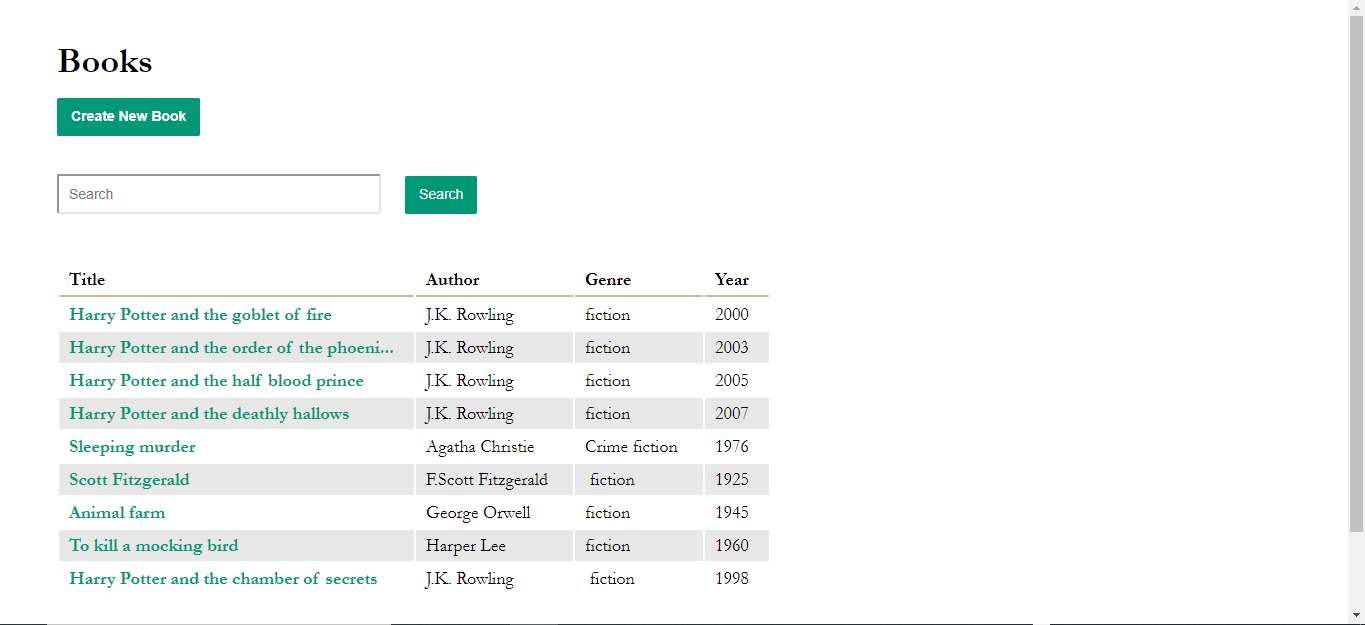 Books
Create New Book
Search Search
Title Author Genre Year
Harry Potter and the goblet of fire J.K. Rowling fiction 2000
Harry Potter and the order of the phoeni... J.K. Rowling fiction 2003
Harry Potter and the half blood prince J.K. Rowling fiction 2005
Harry Potter and the deathly hallows J.K. Rowling fiction 2007
Sleeping murder Agatha Christie Crime fiction 1976
Scott Fitzgerald F.Scott Fitzgerald fiction 1925
Animal farm George Orwell fiction 1945
To kill a mocking bird Harper Lee fiction 1960
Harry Potter and the chamber of secrets J.K. Rowling fiction 1998